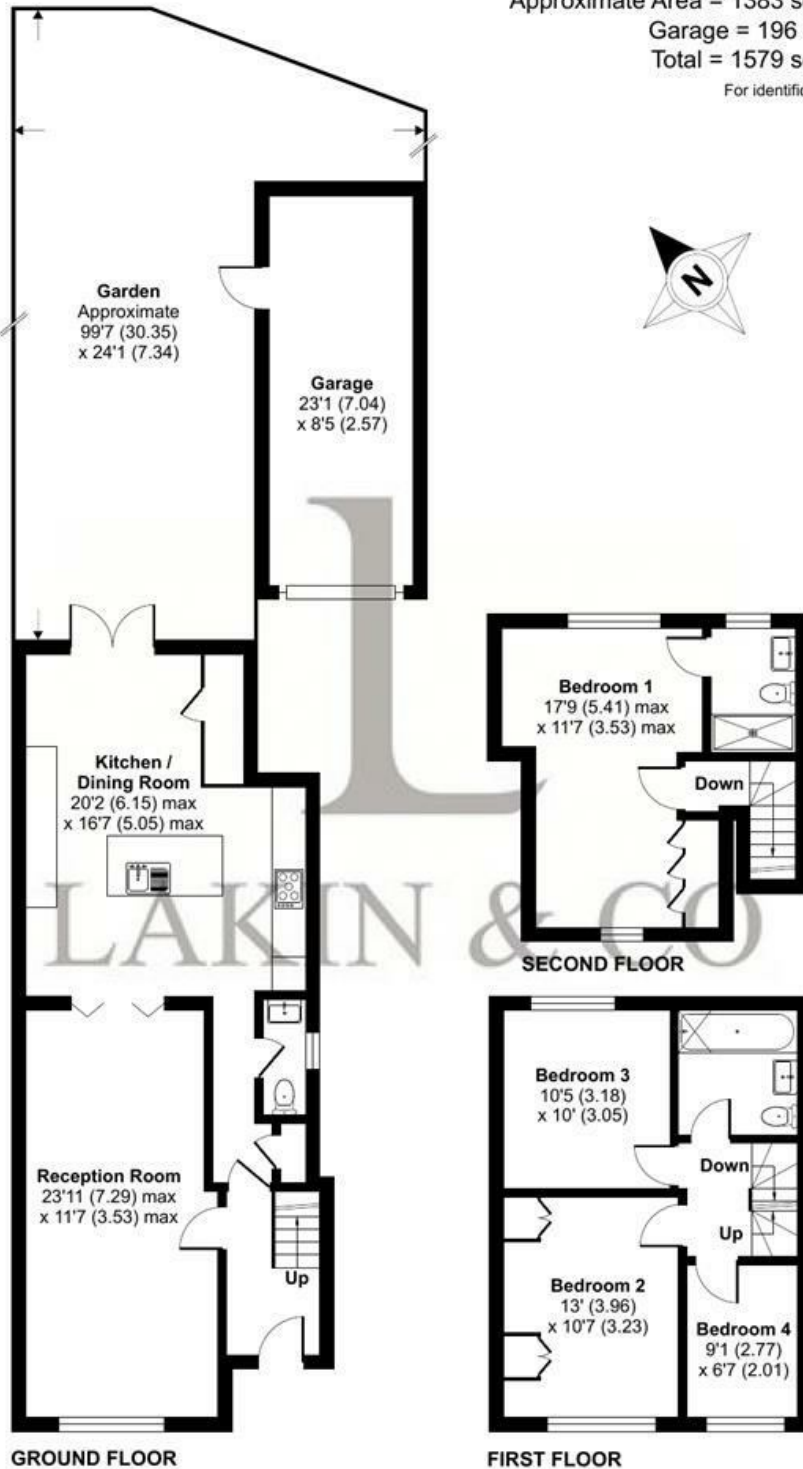 Approximate Area = 1383 s
Garage = 196
Total = 1579 s
For identific
N
Garden
Approximate
99'7 (30.35)
x 24'1 (7.34)
Garage
23'1 (7.04)
x 8'5 (2.57)
Kitchen /
Dining Room
20'2 (6.15) max
x 16'7 (5.05) max
Reception Room
23'11 (7.29) max
x 11'7 (3.53) max
Up
GROUND FLOOR
Bedroom 1
17'9 (5.41) max
x 11'7 (3.53) max
Down
SECOND FLOOR
Bedroom 3
10'5 (3.18)
x 10' (3.05)
Down
Up
Bedroom 2
13' (3.96)
x 10'7 (3.23)
Bedroom 4
9'1 (2.77)
x 6'7 (2.01)
FIRST FLOOR
L
LAKIN & CO